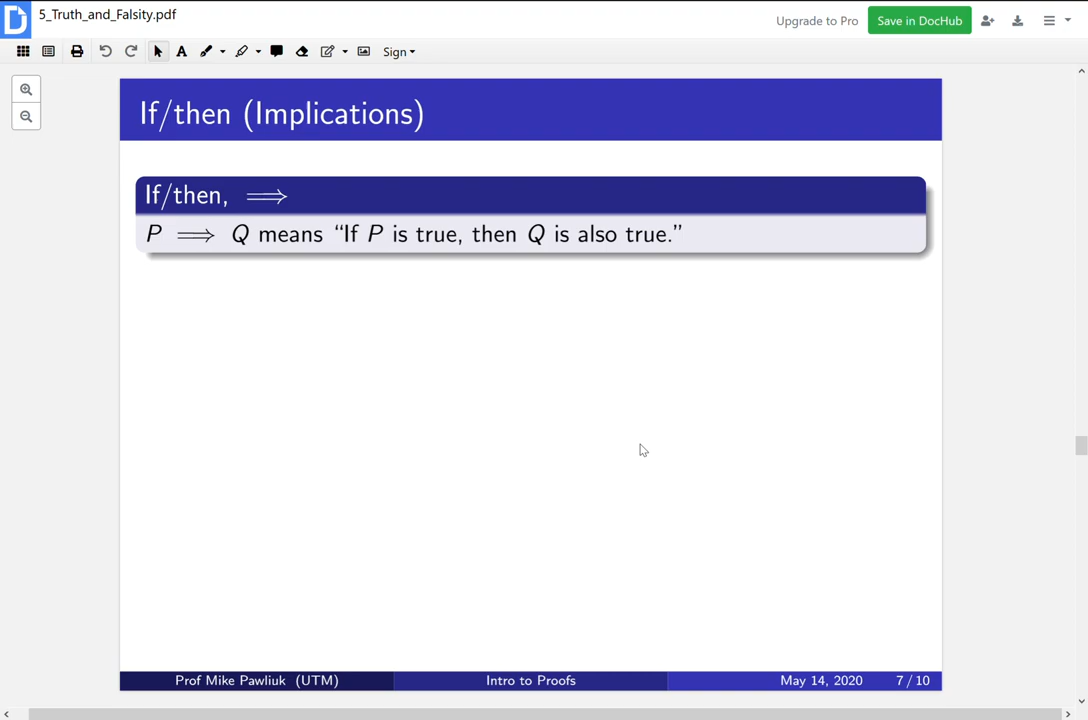 5_Truth_and_Falsity.pdf
Upgrade to Pro
Save in DocHub
A
Sign
If/then (Implications)
If/then, ⟹
P ⟹ Q means “If P is true, then Q is also true.”
Prof Mike Pawliuk (UTM)
Intro to Proofs
May 14, 2020
7 / 10